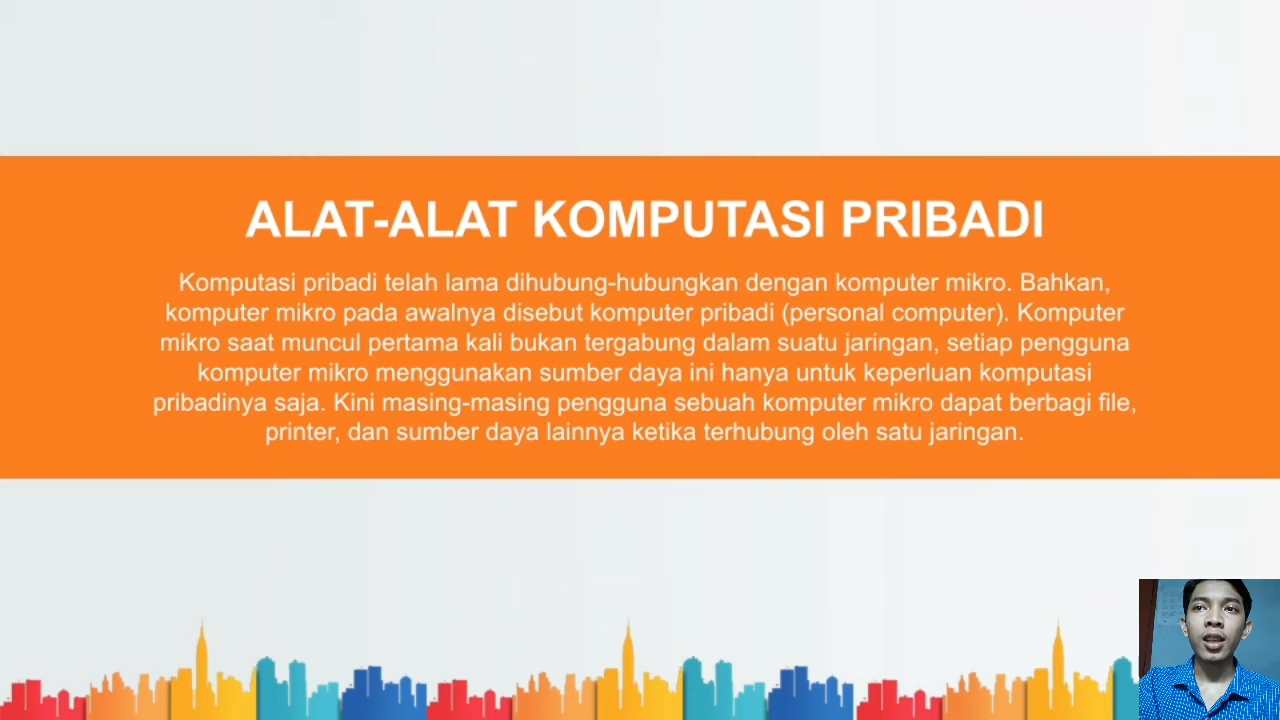 ALAT-ALAT KOMPUTASI PRIBADI
Komputasi pribadi telah lama dihubung-hubungkan dengan komputer mikro. Bahkan,
komputer mikro pada awalnya disebut komputer pribadi (personal computer). Komputer
mikro saat muncul pertama kali bukan tergabung dalam suatu jaringan, setiap pengguna
komputer mikro menggunakan sumber daya ini hanya untuk keperluan komputasi
pribadinya saja. Kini masing-masing pengguna sebuah komputer mikro dapat berbagi file,
printer, dan sumber daya lainnya ketika terhubung oleh satu jaringan.